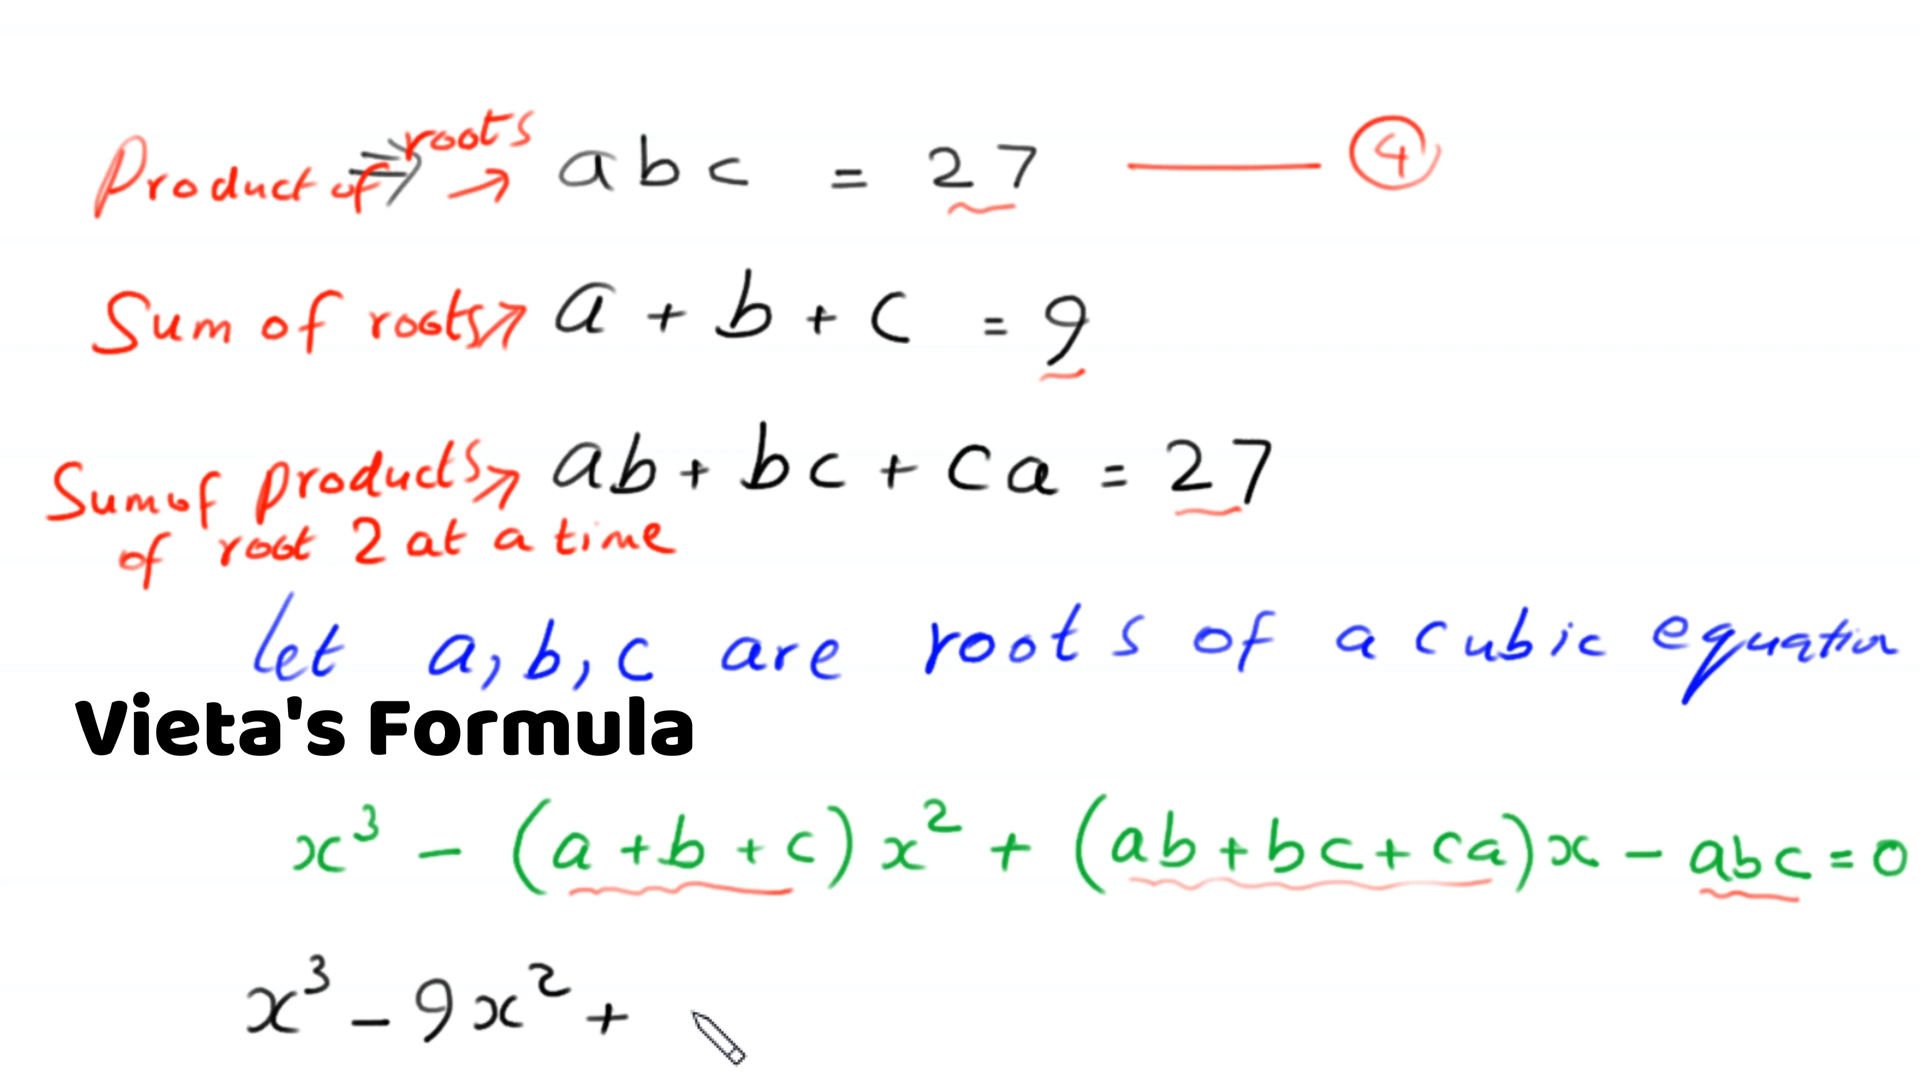 Product of roots → abc = 27 —— ④
Sum of roots → a + b + c = 9
Sum of products → ab + bc + ca = 27
of root 2 at a time
Let a, b, c are roots of a cubic equation
Vieta's Formula
x³ - (a + b + c) x² + (ab + bc + ca) x - abc = 0
x³ - 9x² +